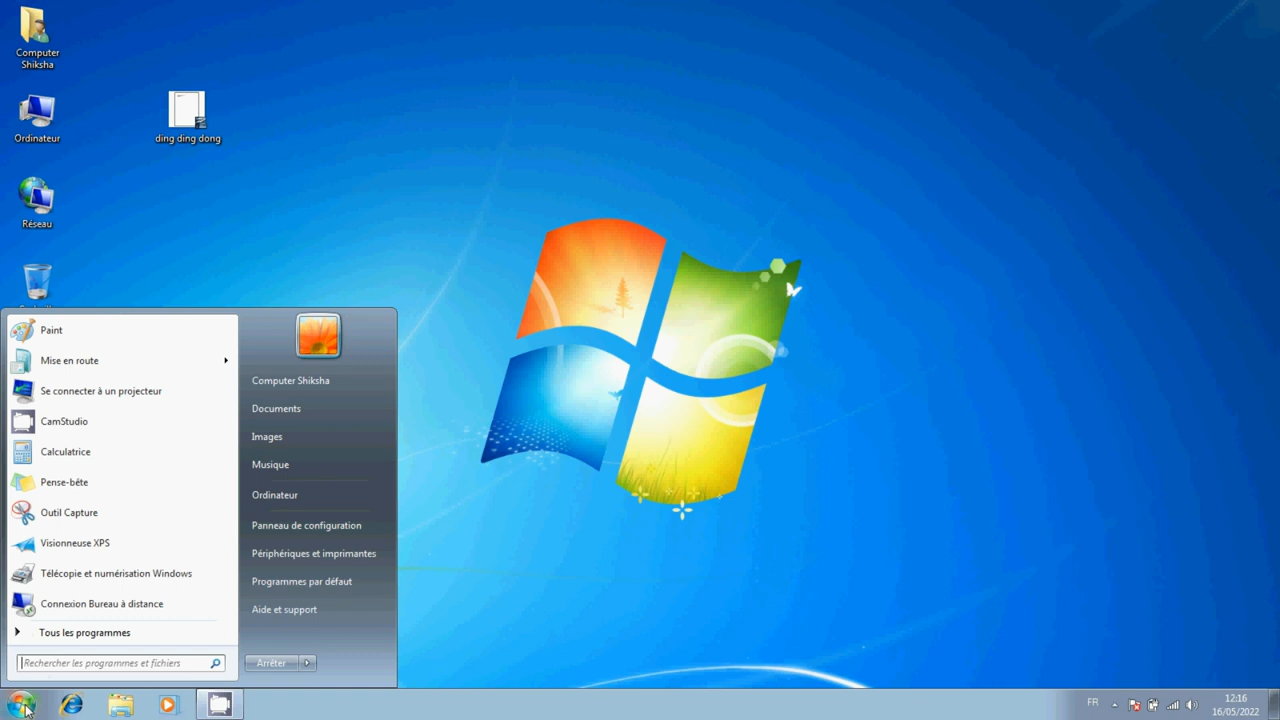 Computer
Shiksha
Ordinateur
ding ding dong
Réseau
Paint
Mise en route
Se connecter à un projecteur
CamStudio
Calculatrice
Pense-bête
Outil Capture
Visionneuse XPS
Télécopie et numérisation Windows
Connexion Bureau à distance
Tous les programmes
Rechercher les programmes et fichiers
Computer Shiksha
Documents
Images
Musique
Ordinateur
Panneau de configuration
Périphériques et imprimantes
Programmes par défaut
Aide et support
Arrêter
FR
12:16
16/05/2022